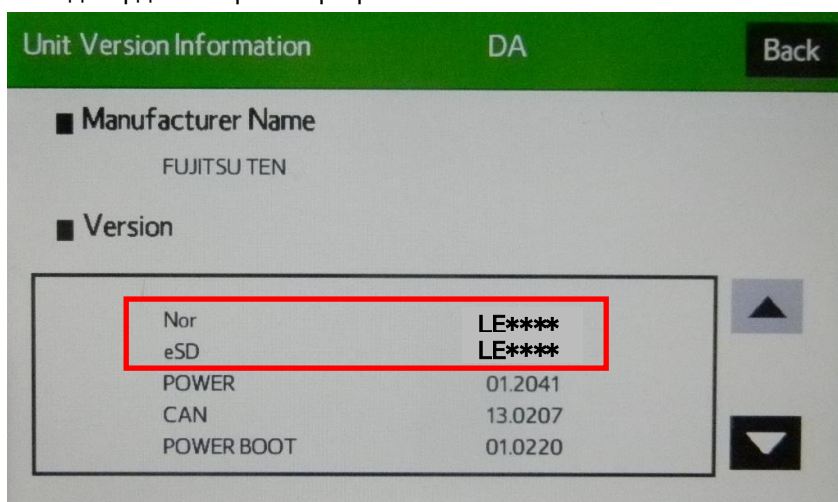 Unit Version Information DA Back
■ Manufacturer Name
FUJITSU TEN
■ Version
Nor LE****
eSD LE****
POWER 01.2041
CAN 13.0207
POWER BOOT 01.0220